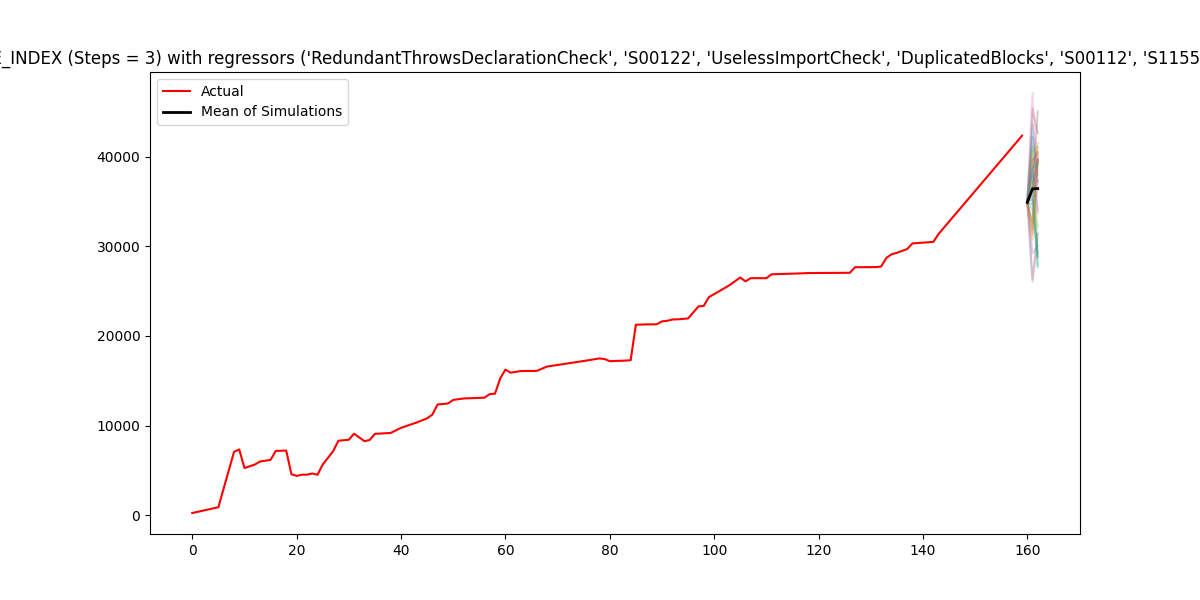 _INDEX (Steps = 3) with regressors ('RedundantThrowsDeclarationCheck', 'S00122', 'UselessImportCheck', 'DuplicatedBlocks', 'S00112', 'S1155
Actual
Mean of Simulations
40000
30000
20000
10000
0
0 20 40 60 80 100 120 140 160